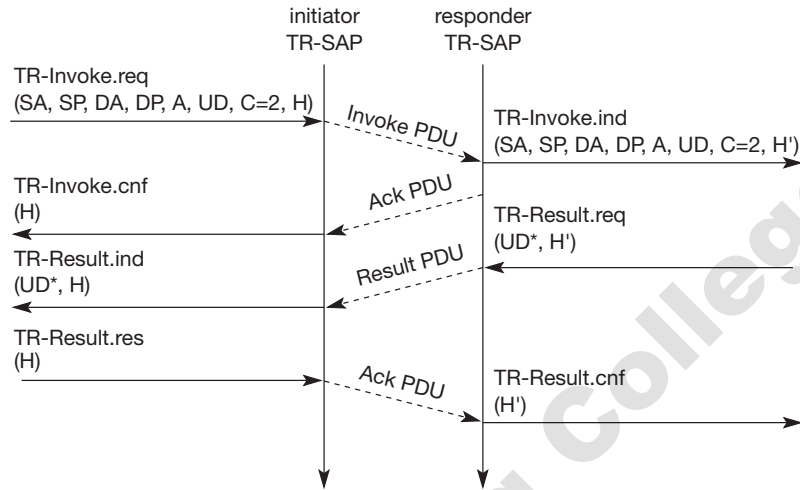 initiator
TR-SAP
responder
TR-SAP
TR-Invoke.req
(SA, SP, DA, DP, A, UD, C=2, H)
Invoke PDU
TR-Invoke.ind
(SA, SP, DA, DP, A, UD, C=2, H')
TR-Invoke.cnf
(H)
Ack PDU
TR-Result.req
(UD*, H')
TR-Result.ind
(UD*, H)
Result PDU
TR-Result.res
(H)
Ack PDU
TR-Result.cnf
(H')
g Colleg